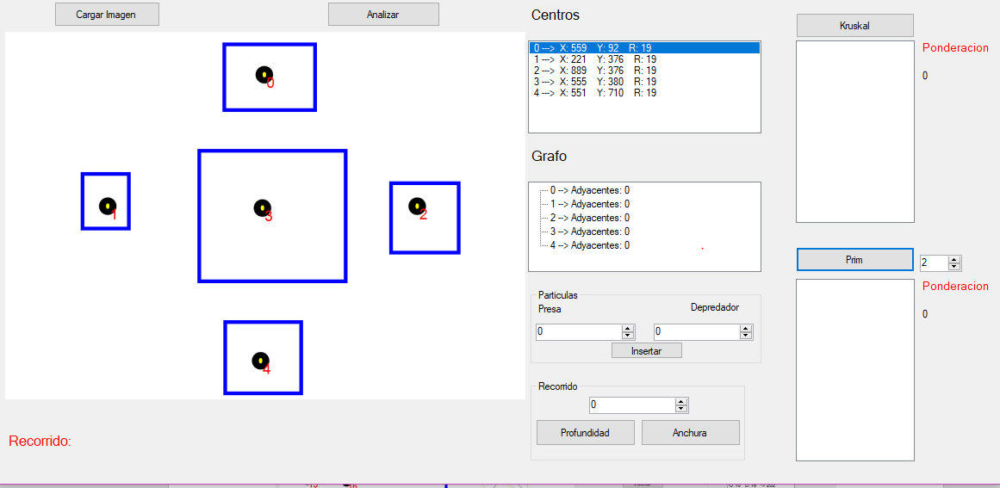 Cargar Imagen
Analizar
0
1
3
2
4
Recorrido:
Centros
0 ---> X: 559 Y: 92 R: 19
1 ---> X: 221 Y: 376 R: 19
2 ---> X: 889 Y: 376 R: 19
3 ---> X: 555 Y: 380 R: 19
4 ---> X: 551 Y: 710 R: 19
Grafo
0 --> Adyacentes: 0
1 --> Adyacentes: 0
2 --> Adyacentes: 0
3 --> Adyacentes: 0
4 --> Adyacentes: 0
Particulas
Presa
Depredador
0
0
Insertar
Recorrido
0
Profundidad
Anchura
Kruskal
Ponderacion
0
Prim
2
Ponderacion
0